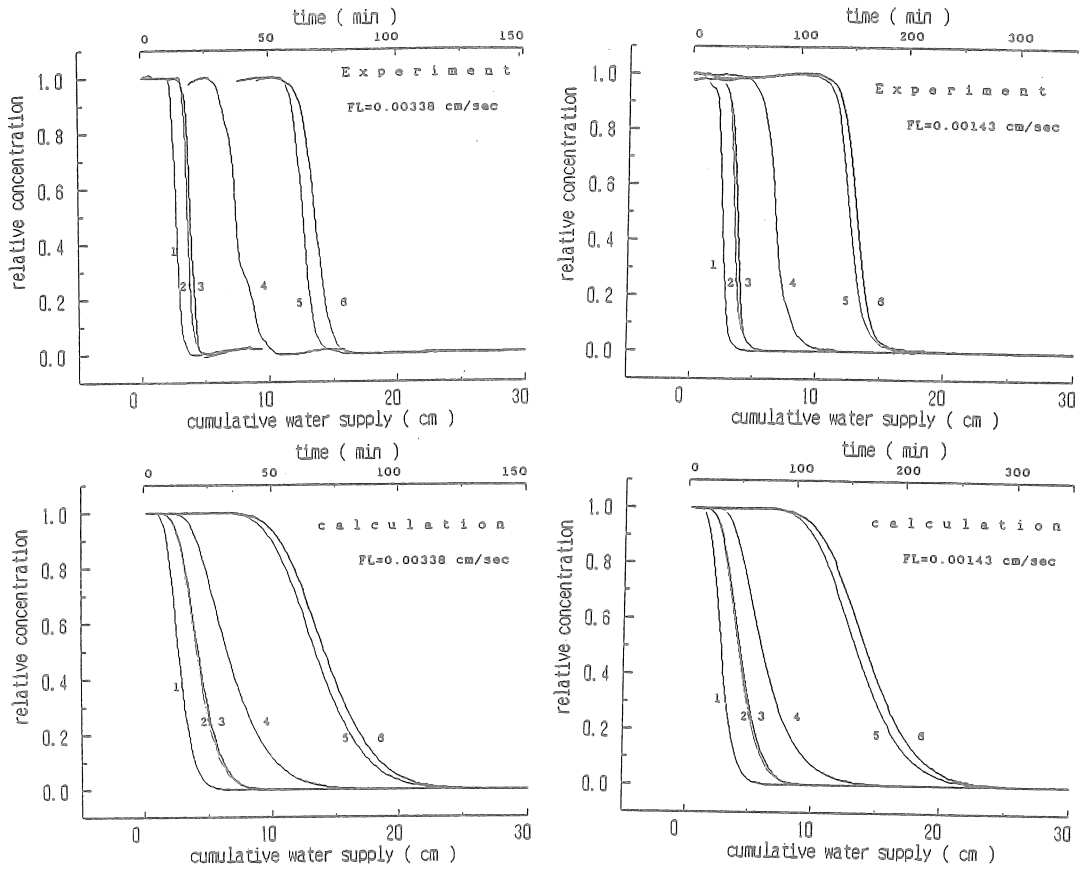 time ( min )
0 50 100 150
1.0
0.8
0.6
0.4
0.2
0.0
relative concentration
Experiment
FL=0.00338 cm/sec
1
2
3
4
5
6
0 10 20 30
cumulative water supply ( cm )
time ( min )
0 100 200 300
1.0
0.8
0.6
0.4
0.2
0.0
relative concentration
Experiment
FL=0.00143 cm/sec
1
2
3
4
5
6
0 10 20 30
cumulative water supply ( cm )
time ( min )
0 50 100 150
1.0
0.8
0.6
0.4
0.2
0.0
relative concentration
calculation
FL=0.00338 cm/sec
1
2
3
4
5
6
0 10 20 30
cumulative water supply ( cm )
time ( min )
0 100 200 300
1.0
0.8
0.6
0.4
0.2
0.0
relative concentration
calculation
FL=0.00143 cm/sec
1
2
3
4
5
6
0 10 20 30
cumulative water supply ( cm )